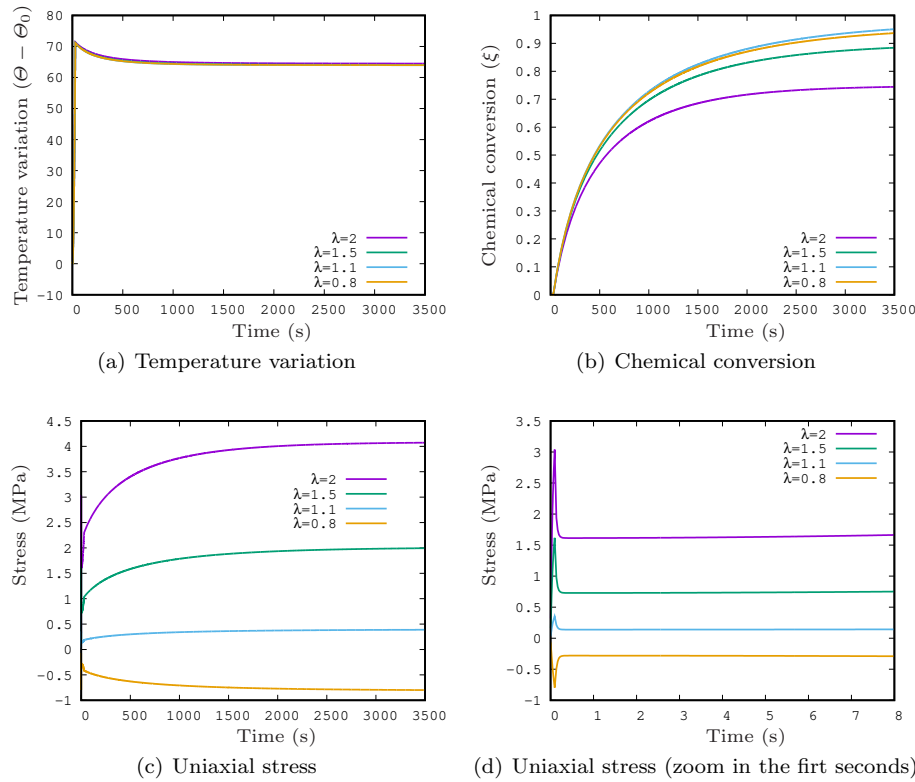 80
70
60
50
40
30
20
10
0
-10
Temperature variation (Θ − Θ0)
λ=2
λ=1.5
λ=1.1
λ=0.8
0 500 1000 1500 2000 2500 3000 3500
Time (s)
(a) Temperature variation
1
0.9
0.8
0.7
0.6
0.5
0.4
0.3
0.2
0.1
0
Chemical conversion (ξ)
λ=2
λ=1.5
λ=1.1
λ=0.8
0 500 1000 1500 2000 2500 3000 3500
Time (s)
(b) Chemical conversion
4.5
4
3.5
3
2.5
2
1.5
1
0.5
0
-0.5
-1
Stress (MPa)
λ=2
λ=1.5
λ=1.1
λ=0.8
0 500 1000 1500 2000 2500 3000 3500
Time (s)
(c) Uniaxial stress
3.5
3
2.5
2
1.5
1
0.5
0
-0.5
-1
Stress (MPa)
λ=2
λ=1.5
λ=1.1
λ=0.8
0 1 2 3 4 5 6 7 8
Time (s)
(d) Uniaxial stress (zoom in the firt seconds)